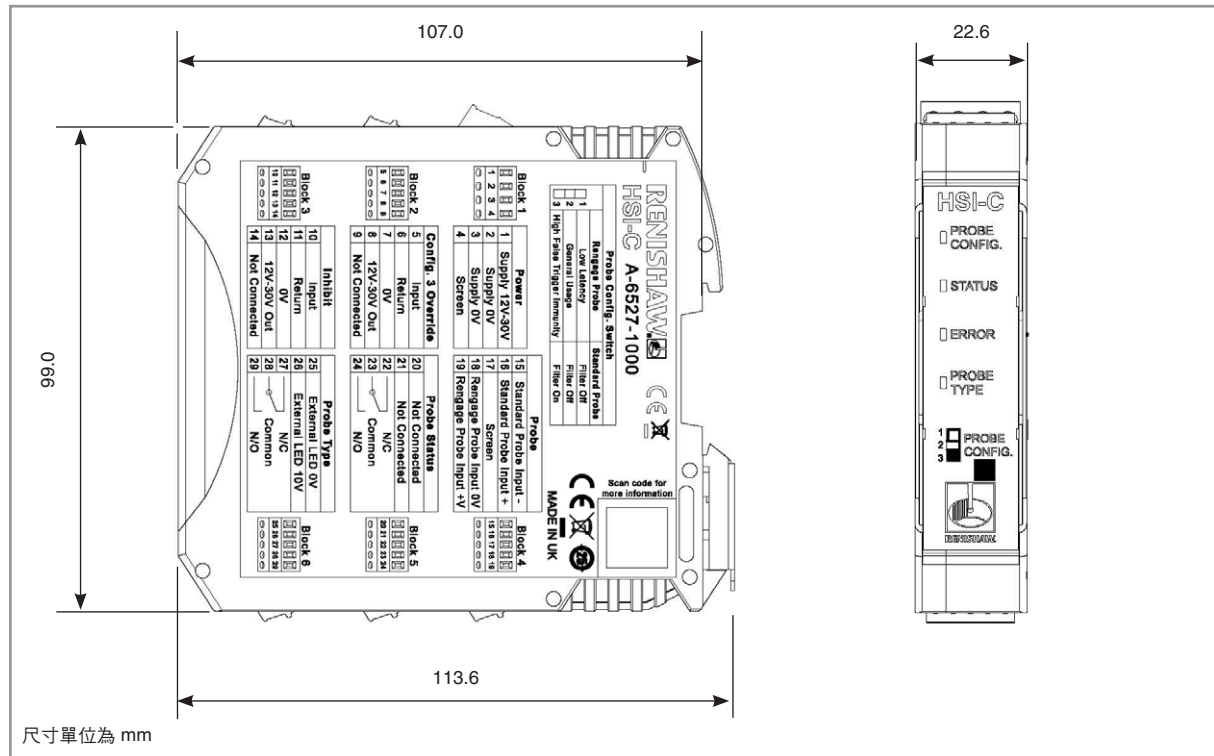 107.0
22.6
99.0
113.6
RENISHAW
HSI-C A-6527-1000
Probe Config. Switch
Rengage Probe Standard Probe
1 Low Latency Filter Off
2 General Usage Filter Off
3 High False Trigger Immunity Filter On
Block 1
1 2 3 4
Power
1 Supply 12V-30V
2 Supply 0V
3 Supply 0V
4 Screen
Probe
15 Standard Probe Input -
16 Standard Probe Input +
17 Screen
18 Rengage Probe Input 0V
19 Rengage Probe Input +V
Block 4
15 16 17 18 19
Block 2
5 6 7 8 9
Config. 3 Override
5 Input
6 Return
7 0V
8 12V-30V Out
9 Not Connected
Probe Status
20 Not Connected
21 Not Connected
22 N/C
23 Common
24 N/O
Block 5
20 21 22 23 24
Block 3
10 11 12 13 14
Inhibit
10 Input
11 Return
12 0V
13 12V-30V Out
14 Not Connected
Probe Type
25 External LED 0V
26 External LED 10V
27 N/C
28 Common
29 N/O
Block 6
25 26 27 28 29
Scan code for
more information
CE
CE
25
MADE IN UK
HSI-C
PROBE
CONFIG.
STATUS
ERROR
PROBE
TYPE
1
2
3
PROBE
CONFIG.
RENISHAW
尺寸單位為 mm